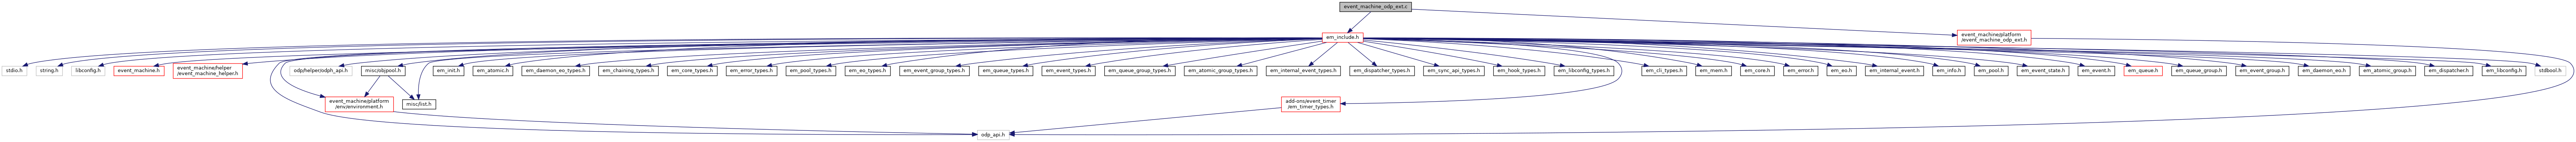 event_machine_odp_ext.c
em_include.h
event_machine/platform
/event_machine_odp_ext.h
stdio.h
string.h
libconfig.h
event_machine.h
event_machine/helper
/event_machine_helper.h
odp/helper/odph_api.h
misc/objpool.h
em_init.h
em_atomic.h
em_daemon_eo_types.h
em_chaining_types.h
em_core_types.h
em_error_types.h
em_pool_types.h
em_eo_types.h
em_event_group_types.h
em_queue_types.h
em_event_types.h
em_queue_group_types.h
em_atomic_group_types.h
em_internal_event_types.h
em_dispatcher_types.h
em_sync_api_types.h
em_hook_types.h
em_libconfig_types.h
em_cli_types.h
em_mem.h
em_core.h
em_error.h
em_eo.h
em_internal_event.h
em_info.h
em_pool.h
em_event_state.h
em_event.h
em_queue.h
em_queue_group.h
em_event_group.h
em_daemon_eo.h
em_atomic_group.h
em_dispatcher.h
em_libconfig.h
stdbool.h
event_machine/platform
/env/environment.h
misc/list.h
add-ons/event_timer
/em_timer_types.h
odp_api.h